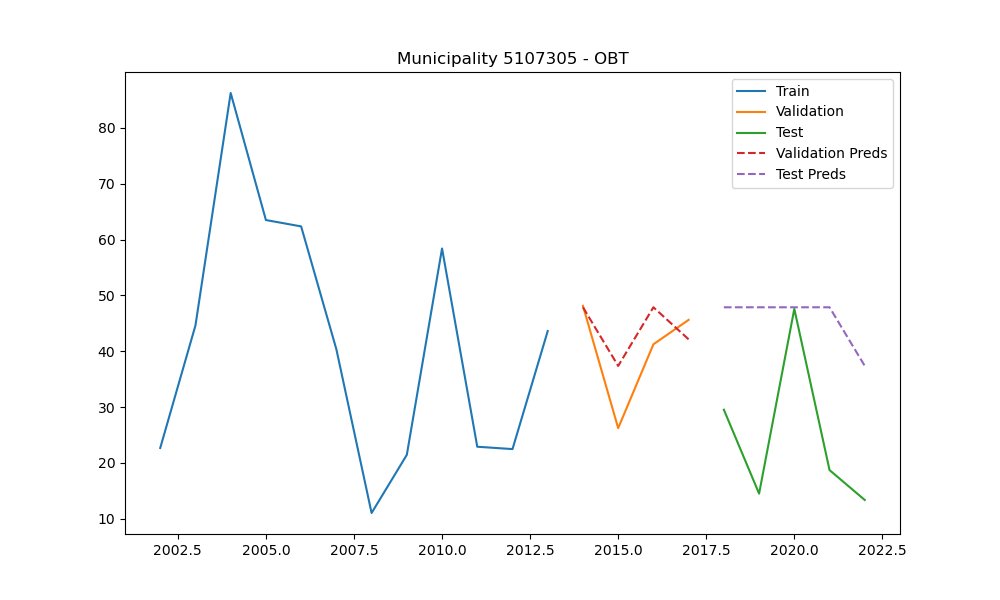 Municipality 5107305 - OBT
Train
Validation
Test
Validation Preds
Test Preds
80
70
60
50
40
30
20
10
2002.5 2005.0 2007.5 2010.0 2012.5 2015.0 2017.5 2020.0 2022.5